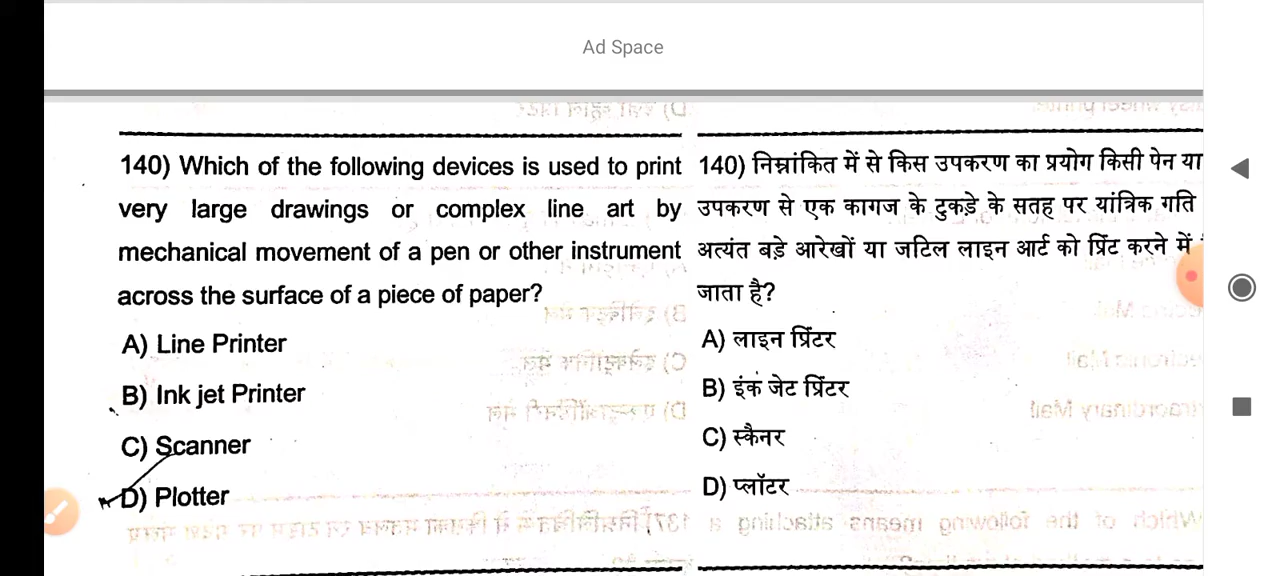 Ad Space
140) Which of the following devices is used to print
very large drawings or complex line art by
mechanical movement of a pen or other instrument
across the surface of a piece of paper?
A) Line Printer
B) Ink jet Printer
C) Scanner
D) Plotter
140) निम्नांकित में से किस उपकरण का प्रयोग किसी पेन या
उपकरण से एक कागज के टुकड़े के सतह पर यांत्रिक गति
अत्यंत बड़े आरेखों या जटिल लाइन आर्ट को प्रिंट करने में
जाता है?
A) लाइन प्रिंटर
B) इंक जेट प्रिंटर
C) स्कैनर
D) प्लॉटर